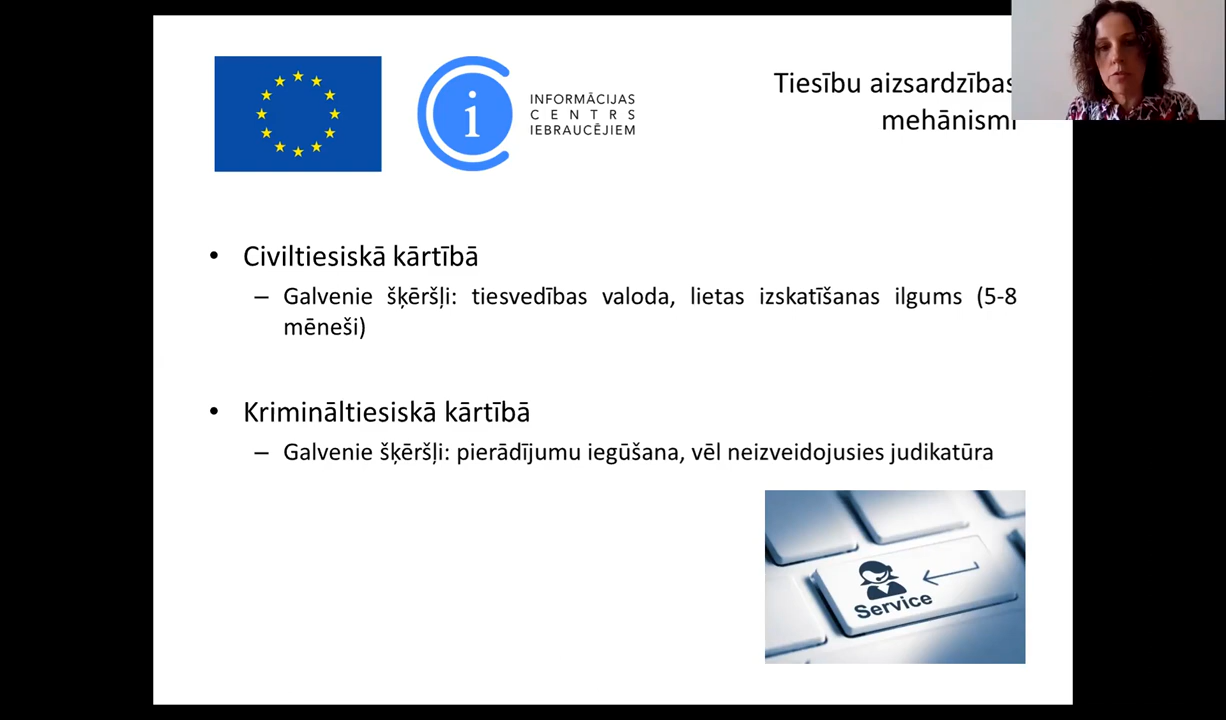 INFORMĀCIJAS
CENTRS
IEBRAUCĒJIEM
Tiesību aizsardzības
mehānismi
• Civiltiesiskā kārtībā
– Galvenie šķēršļi: tiesvedības valoda, lietas izskatīšanas ilgums (5-8
mēneši)
• Krimināltiesiskā kārtībā
– Galvenie šķēršļi: pierādījumu iegūšana, vēl neizveidojusies judikatūra
Service